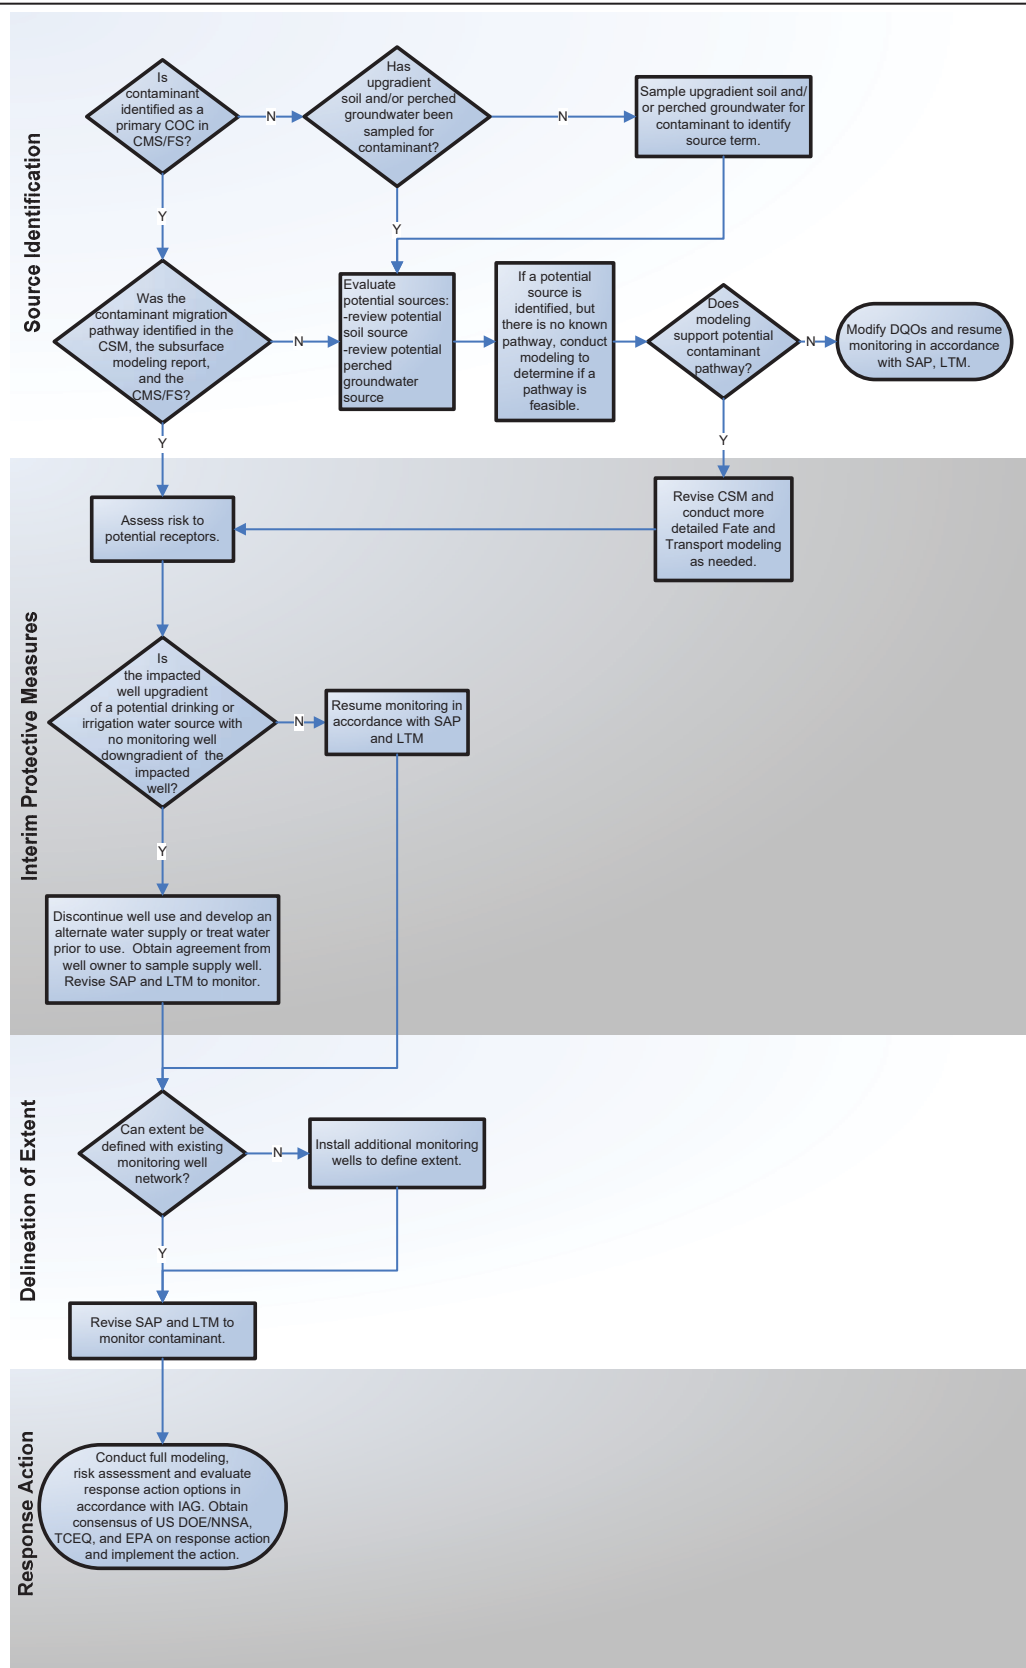 Source Identification
Is
contaminant
identified as a
primary COC in
CMS/FS?
N
Has
upgradient
soil and/or perched
groundwater been
sampled for
contaminant?
N
Sample upgradient soil and/
or perched groundwater for
contaminant to identify
source term.
Y
Y
Was the
contaminant migration
pathway identified in the
CSM, the subsurface
modeling report,
and the
CMS/FS?
N
Evaluate
potential sources:
-review potential
soil source
-review potential
perched
groundwater
source
If a potential
source is
identified, but
there is no known
pathway, conduct
modeling to
determine if a
pathway is
feasible.
Does
modeling
support potential
contaminant
pathway?
N
Modify DQOs and resume
monitoring in accordance
with SAP, LTM.
Y
Y
Interim Protective Measures
Assess risk to
potential receptors.
Revise CSM and
conduct more
detailed Fate and
Transport modeling
as needed.
Is
the impacted
well upgradient
of a potential drinking or
irrigation water source with
no monitoring well
downgradient of the
impacted
well?
N
Resume monitoring in
accordance with SAP
and LTM
Y
Discontinue well use and develop an
alternate water supply or treat water
prior to use. Obtain agreement from
well owner to sample supply well.
Revise SAP and LTM to monitor.
Delineation of Extent
Can extent be
defined with existing
monitoring well
network?
N
Install additional monitoring
wells to define extent.
Y
Revise SAP and LTM to
monitor contaminant.
Response Action
Conduct full modeling,
risk assessment and evaluate
response action options in
accordance with IAG. Obtain
consensus of US DOE/NNSA,
TCEQ, and EPA on response action
and implement the action.